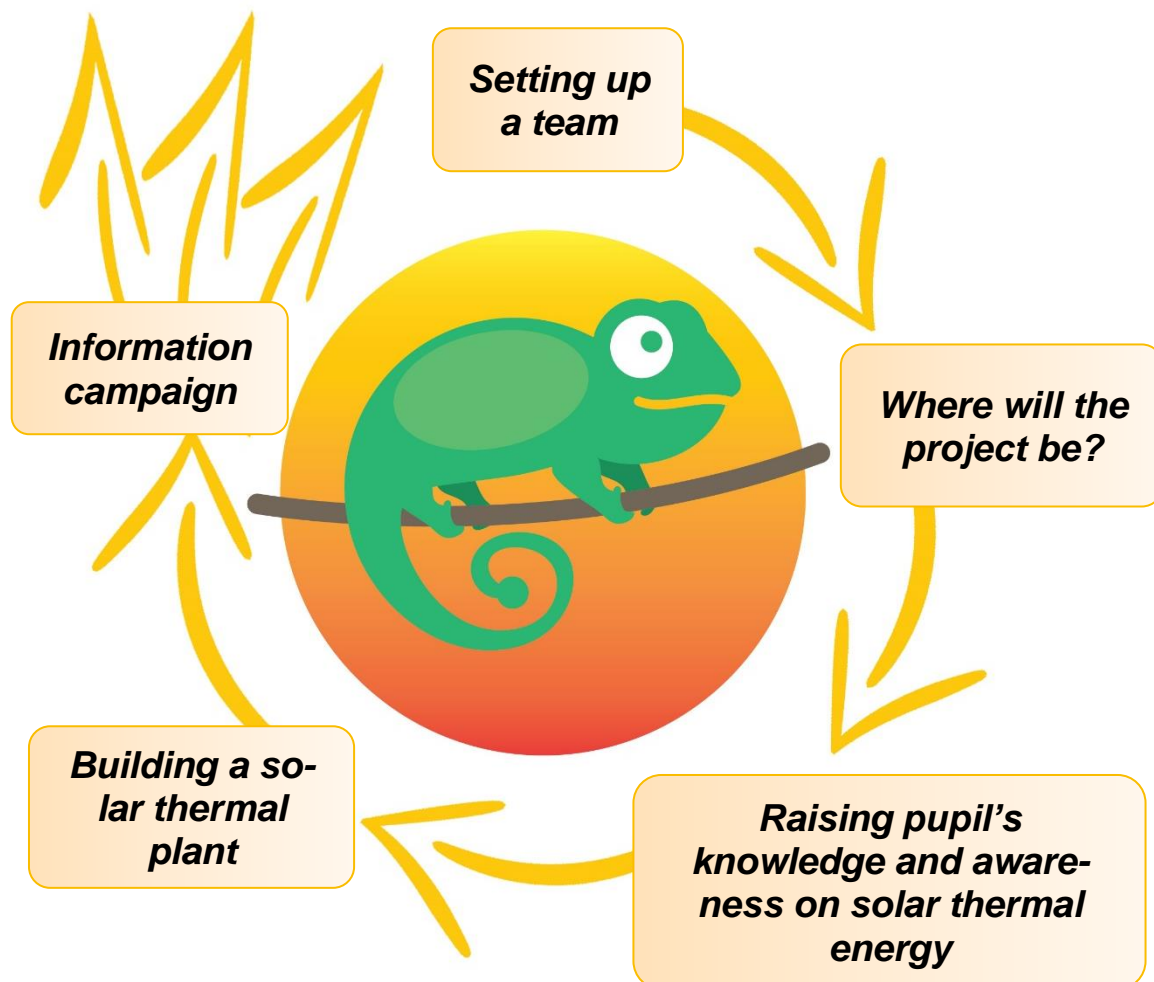 Setting up
a team
Where will the
project be?
Raising pupil’s
knowledge and aware-
ness on solar thermal
energy
Building a so-
lar thermal
plant
Information
campaign